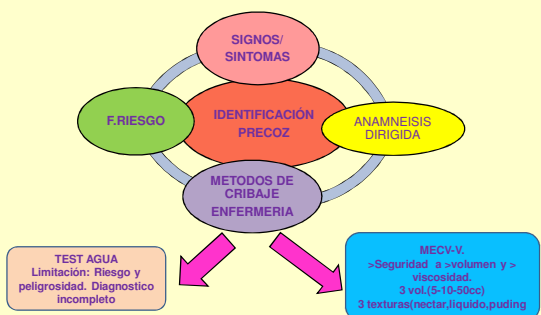 SIGNOS/
SINTOMAS
F.RIESGO
IDENTIFICACIÓN
PRECOZ
ANAMNEISIS
DIRIGIDA
METODOS DE
CRIBAJE
ENFERMERIA
TEST AGUA
Limitación: Riesgo y
peligrosidad. Diagnostico
incompleto
MECV-V.
>Seguridad a >volumen y >
viscosidad.
3 vol.(5-10-50cc)
3 texturas(nectar,liquido,puding